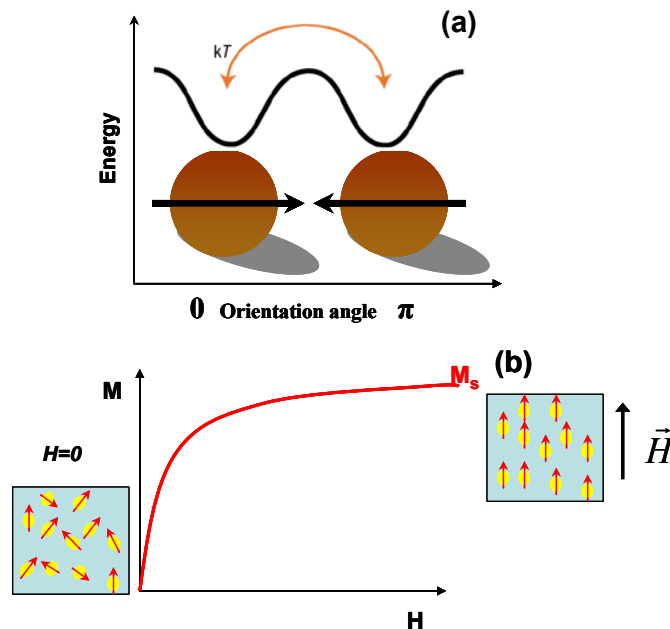 (a)
kT
Energy
0 Orientation angle π
(b)
M
Ms
H=0
H
H